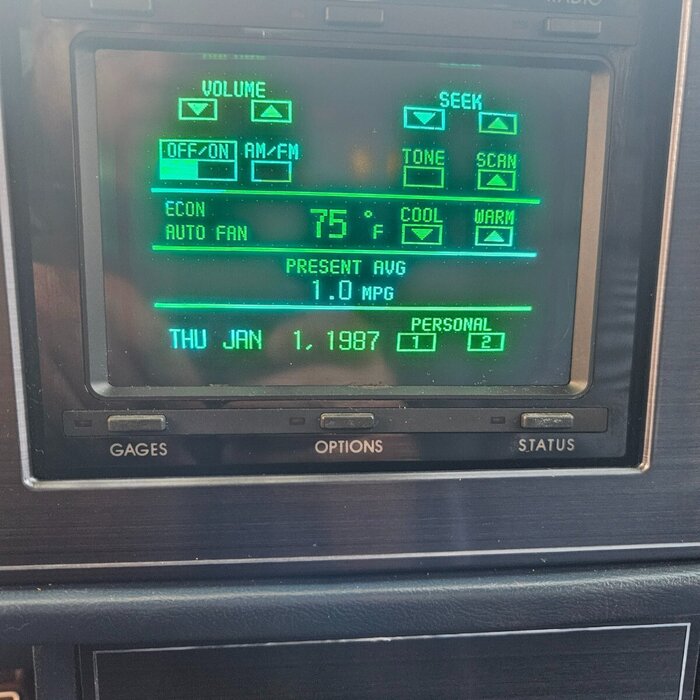 RADIO
VOLUME
SEEK
OFF/ON AM/FM
TONE SCAN
ECON
AUTO FAN
75 °F
COOL WARM
PRESENT AVG
1.0 MPG
THU JAN 1, 1987
PERSONAL
1 2
GAGES OPTIONS STATUS